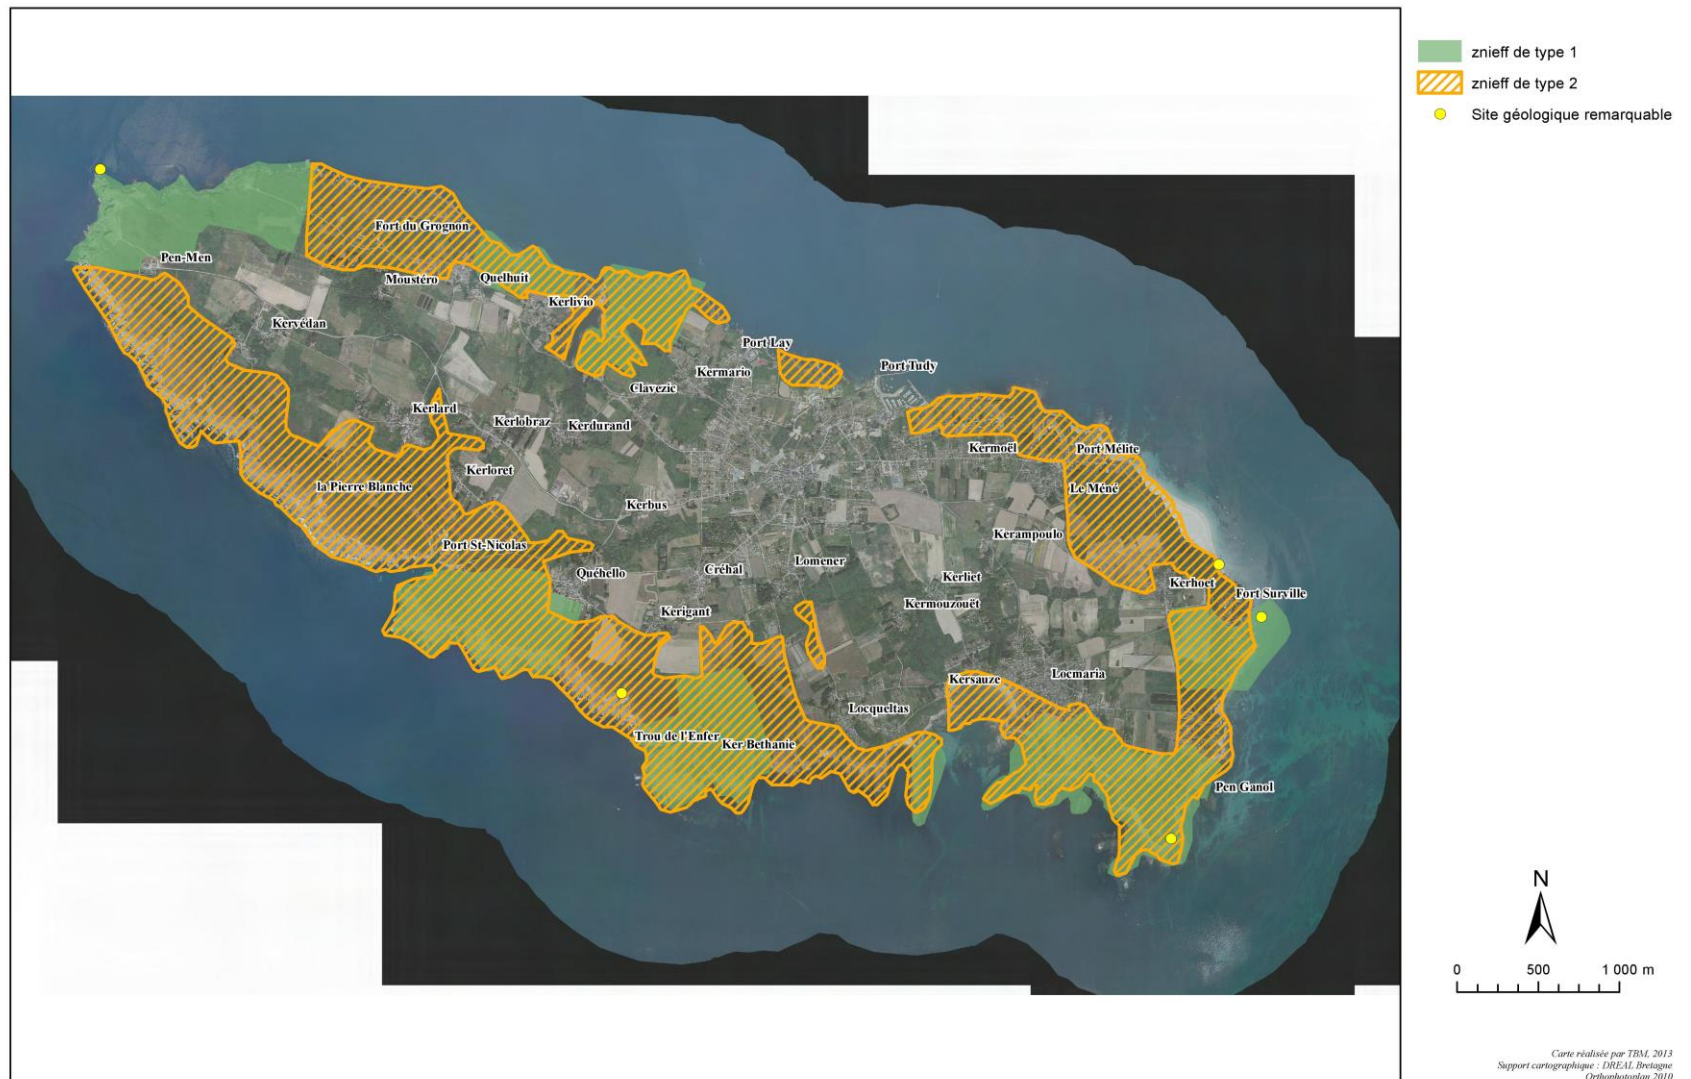 znieff de type 1
znieff de type 2
Site géologique remarquable
Fort du Grognon
Pen-Men
Moustéro
Quelhuit
Kerlivio
Kervédan
Port Lay
Kermario
Port Tudy
Clavezic
Kerlard
Kerlobraz
Kerdurand
Kermoël
Port Mélite
Kerloret
la Pierre Blanche
Le Méné
Kerbus
Kerampoulo
Port St-Nicolas
Lomener
Créhal
Quéhello
Kerliet
Kerhoet
Fort Surville
Kermouzouët
Kerigant
Locmaria
Kersauze
Locqueltas
Trou de l'Enfer
Ker Bethanie
Pen Ganol
N
0 500 1 000 m
Carte réalisée par TBM, 2013
Support cartographique : DREAL Bretagne
Orthophotoplan 2010